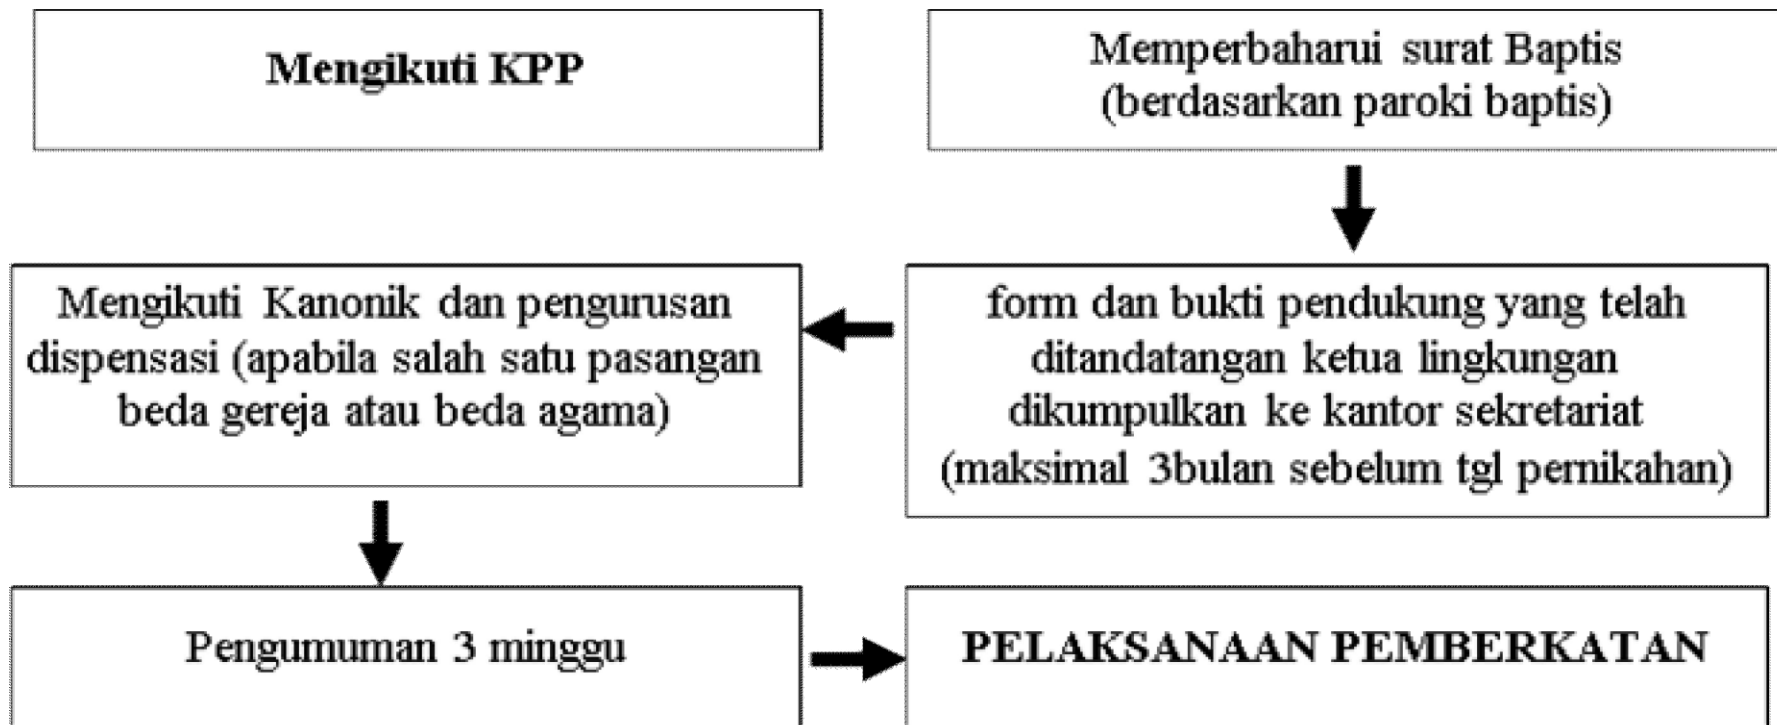 Mengikuti KPP
Memperbaharui surat Baptis
(berdasarkan paroki baptis)
form dan bukti pendukung yang telah
ditandatangan ketua lingkungan
dikumpulkan ke kantor sekretariat
(maksimal 3bulan sebelum tgl pernikahan)
Mengikuti Kanonik dan pengurusan
dispensasi (apabila salah satu pasangan
beda gereja atau beda agama)
Pengumuman 3 minggu
PELAKSANAAN PEMBERKATAN